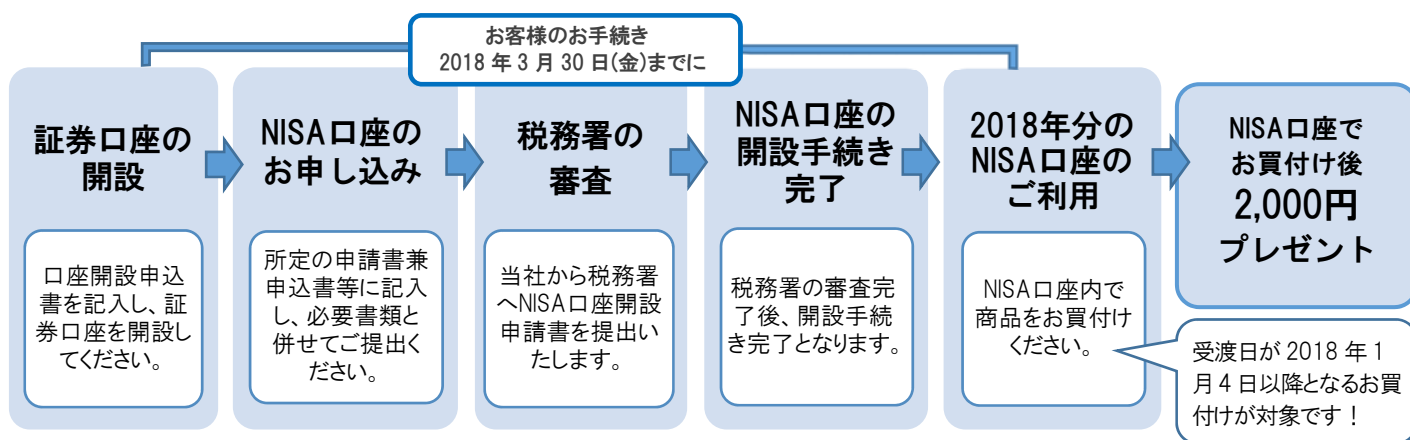 お客様のお手続き
2018 年 3 月 30 日(金)までに
証券口座の
開設
口座開設申込
書を記入し、証
券口座を開設し
てください。
NISA口座の
お申し込み
所定の申請書兼
申込書等に記入
し、必要書類と
併せてご提出く
ださい。
税務署の
審査
当社から税務署
へNISA口座開設
申請書を提出い
たします。
NISA口座の
開設手続き
完了
税務署の審査完
了後、開設手続
き完了となります。
2018年分の
NISA口座の
ご利用
NISA口座内で
商品をお買付け
ください。
NISA口座で
お買付け後
2,000円
プレゼント
受渡日が 2018 年 1
月 4 日以降となるお買
付けが対象です！